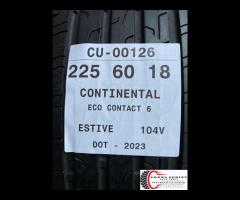 CU-00126
225 60 18
CONTINENTAL
ECO CONTACT 6
ESTIVE 104V
DOT - 2023